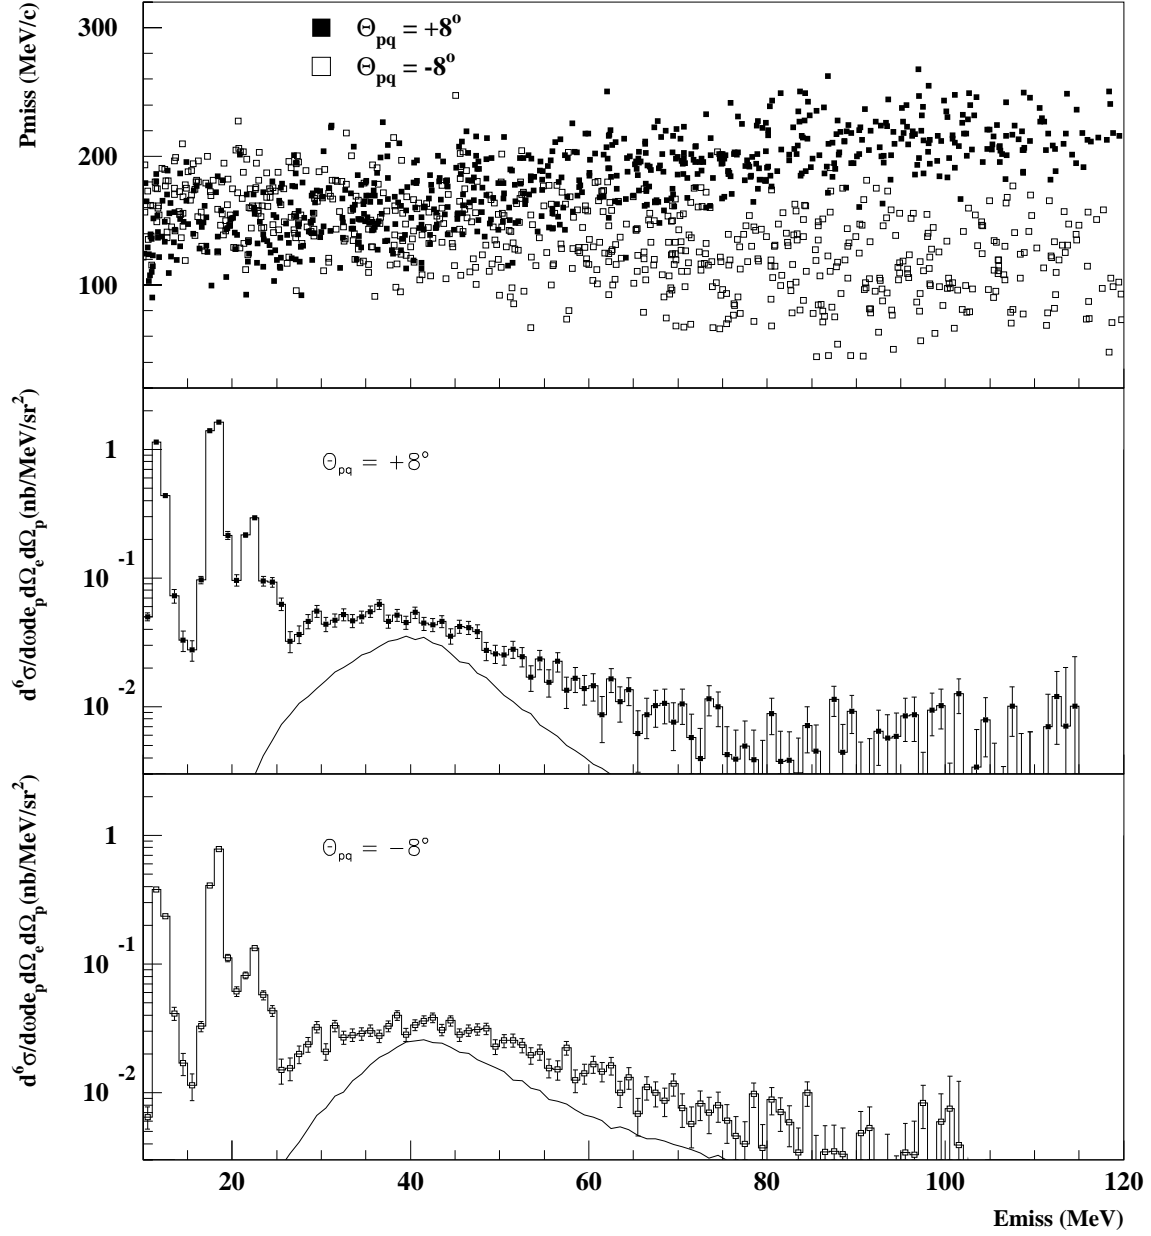 Pmiss (MeV/c)
300
200
100
Θpq = +8°
Θpq = -8°
d⁶σ/dωdepdΩedΩp(nb/MeV/sr²)
1
10⁻¹
10⁻²
Θpq = +8°
d⁶σ/dωdepdΩedΩp(nb/MeV/sr²)
1
10⁻¹
10⁻²
Θpq = −8°
20 40 60 80 100 120
Emiss (MeV)